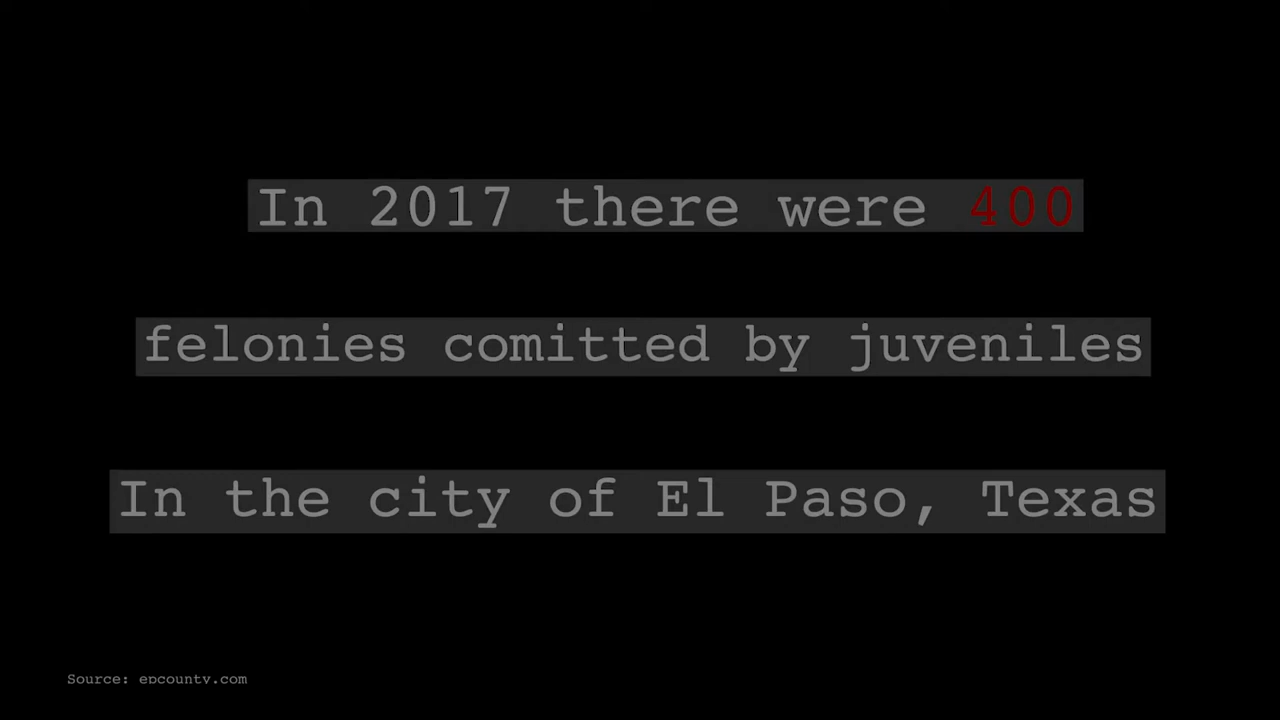 In 2017 there were 400
felonies comitted by juveniles
In the city of El Paso, Texas
Source: epcounty.com